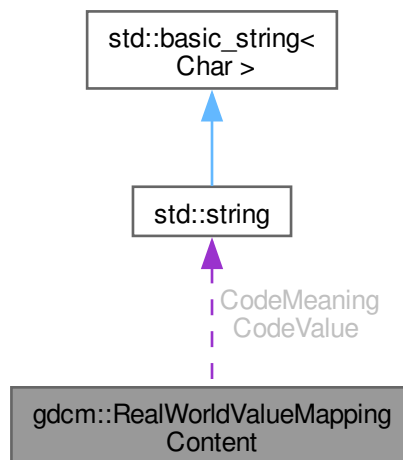 std::basic_string<
Char >
std::string
CodeMeaning
CodeValue
gdcm::RealWorldValueMapping
Content